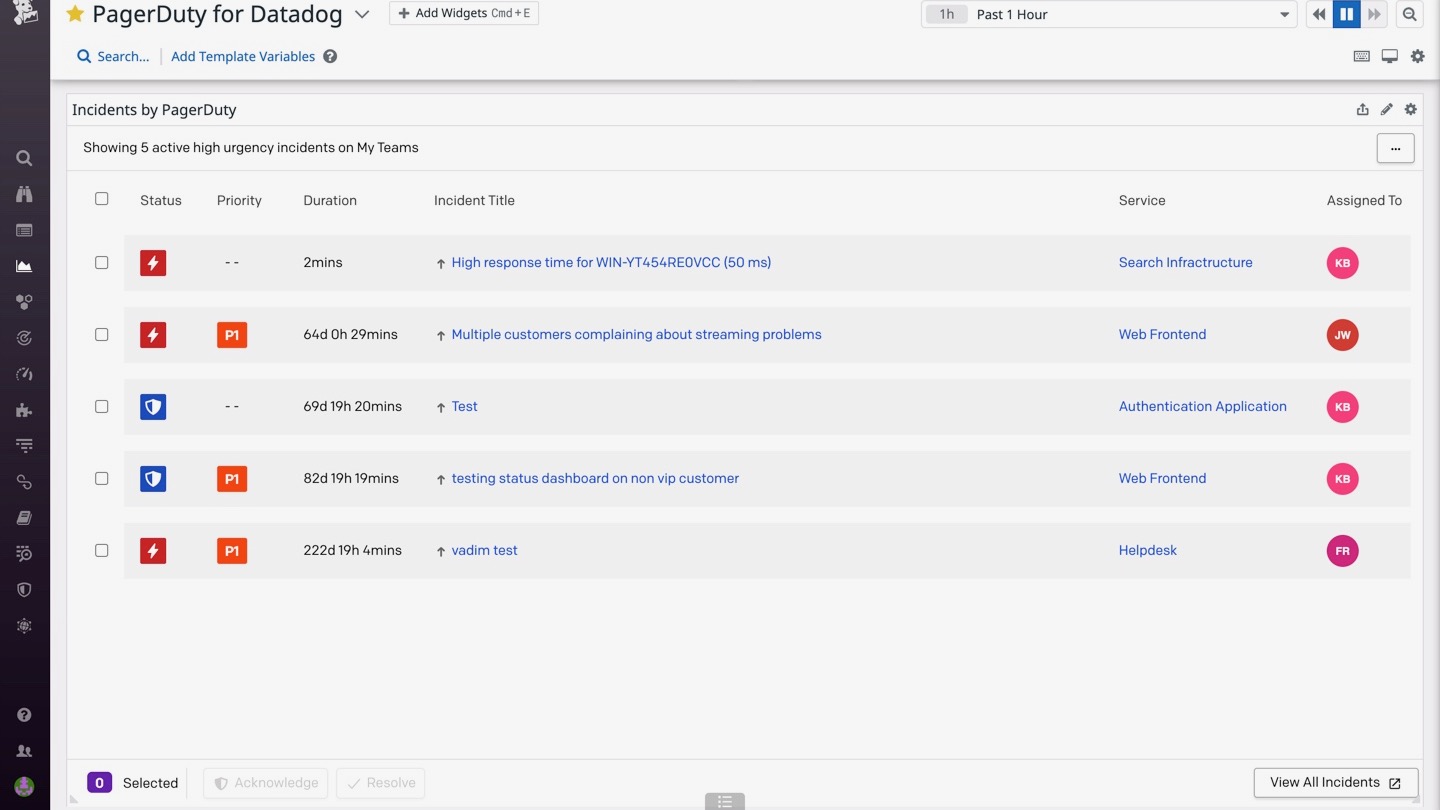 PagerDuty for Datadog
+ Add Widgets Cmd + E
1h Past 1 Hour
Search...
Add Template Variables
Incidents by PagerDuty
Showing 5 active high urgency incidents on My Teams
...
Status Priority Duration Incident Title Service Assigned To
-- 2mins ↑ High response time for WIN-YT454RE0VCC (50 ms) Search Infractructure KB
P1 64d 0h 29mins ↑ Multiple customers complaining about streaming problems Web Frontend JW
-- 69d 19h 20mins ↑ Test Authentication Application KB
P1 82d 19h 19mins ↑ testing status dashboard on non vip customer Web Frontend KB
P1 222d 19h 4mins ↑ vadim test Helpdesk FR
0 Selected Acknowledge Resolve View All Incidents